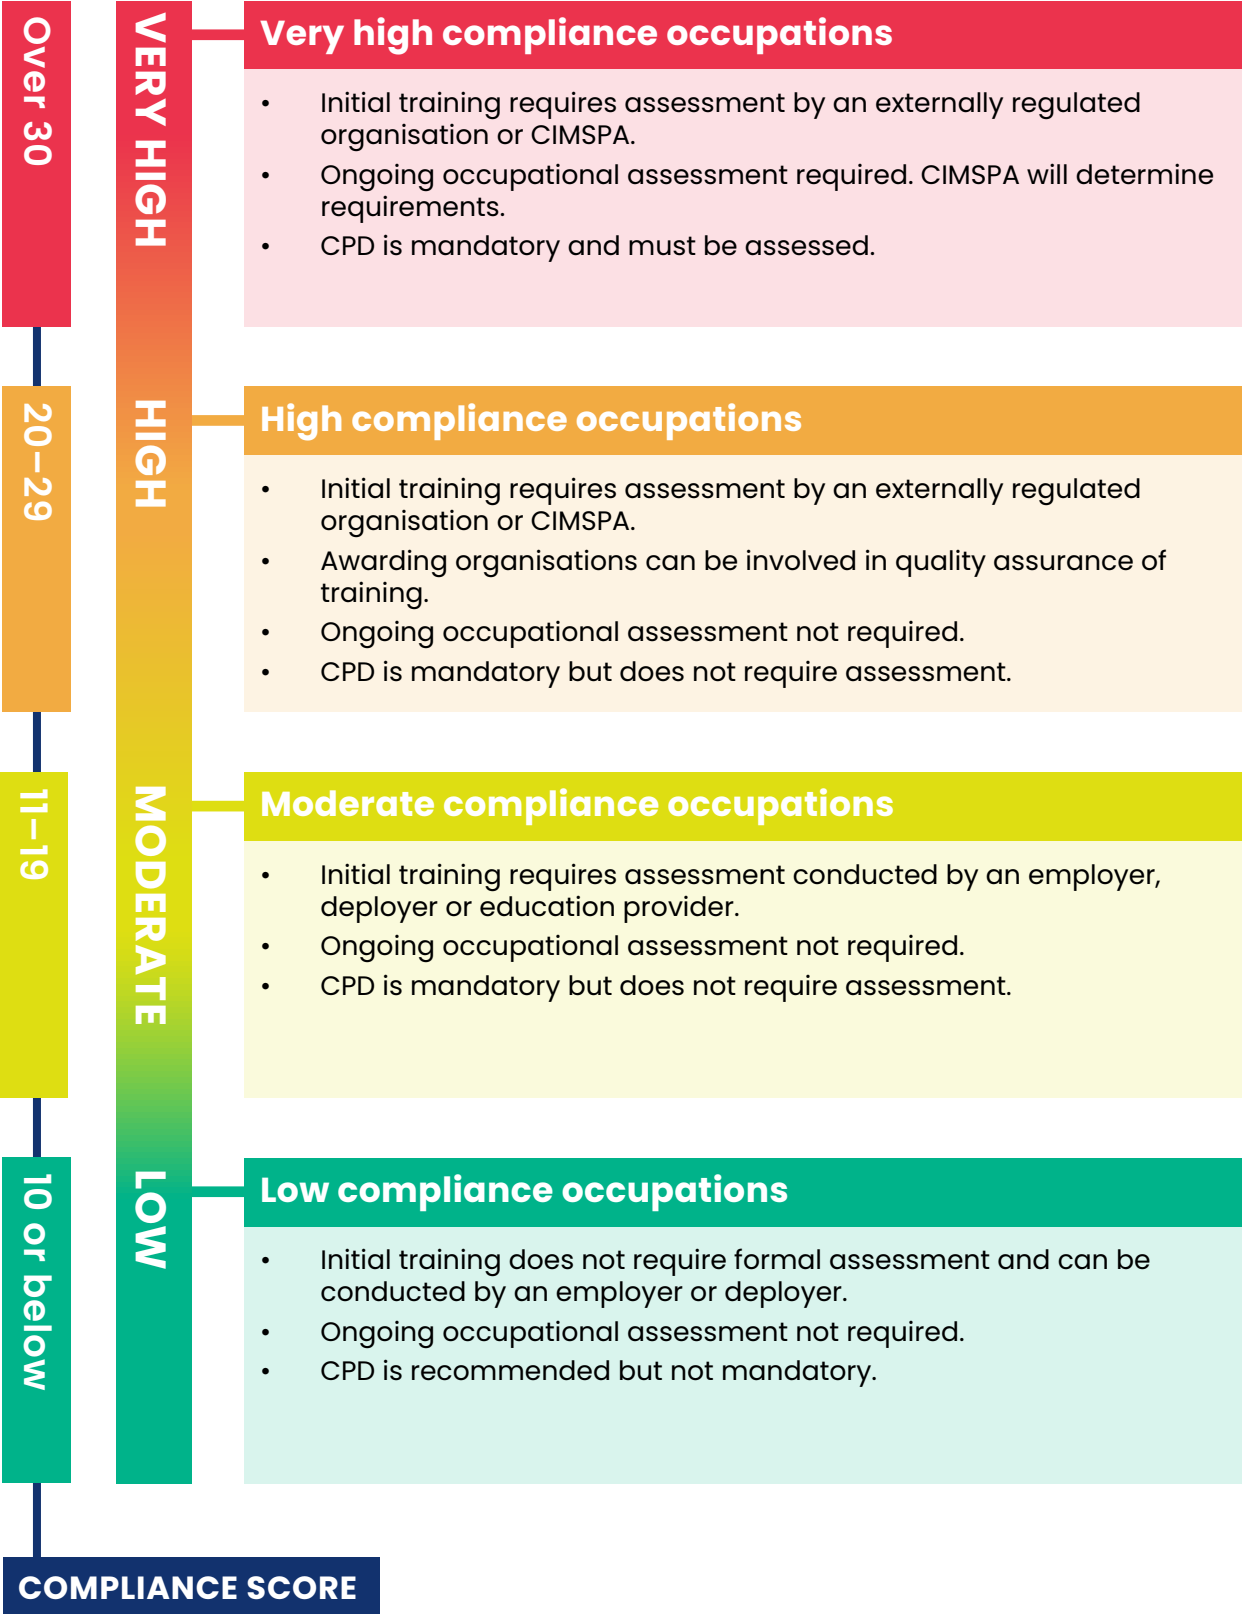 Over 30
VERY HIGH
Very high compliance occupations
• Initial training requires assessment by an externally regulated
organisation or CIMSPA.
• Ongoing occupational assessment required. CIMSPA will determine
requirements.
• CPD is mandatory and must be assessed.
20–29
HIGH
High compliance occupations
• Initial training requires assessment by an externally regulated
organisation or CIMSPA.
• Awarding organisations can be involved in quality assurance of
training.
• Ongoing occupational assessment not required.
• CPD is mandatory but does not require assessment.
11–19
MODERATE
Moderate compliance occupations
• Initial training requires assessment conducted by an employer,
deployer or education provider.
• Ongoing occupational assessment not required.
• CPD is mandatory but does not require assessment.
10 or below
LOW
Low compliance occupations
• Initial training does not require formal assessment and can be
conducted by an employer or deployer.
• Ongoing occupational assessment not required.
• CPD is recommended but not mandatory.
COMPLIANCE SCORE